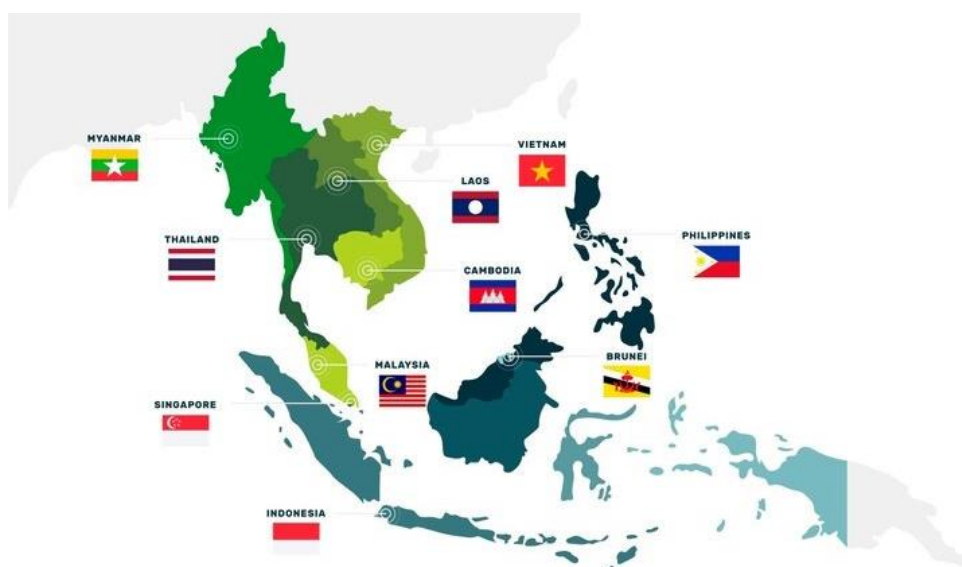 MYANMAR
VIETNAM
LAOS
THAILAND
PHILIPPINES
CAMBODIA
BRUNEI
MALAYSIA
SINGAPORE
INDONESIA